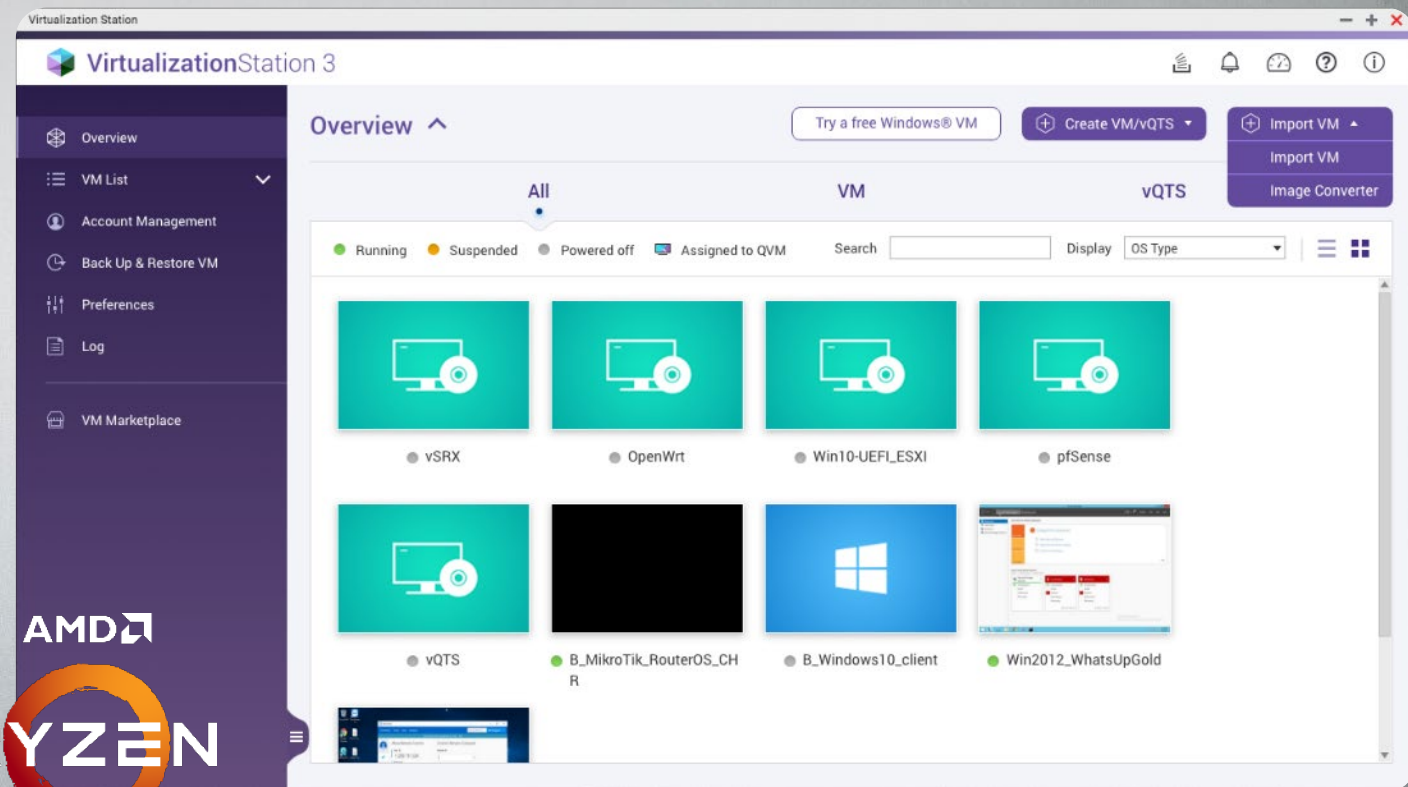 Virtualization Station
VirtualizationStation 3
Overview
VM List
Account Management
Back Up & Restore VM
Preferences
Log
VM Marketplace
Overview
Try a free Windows® VM
Create VM/vQTS
Import VM
Import VM
Image Converter
All
VM
vQTS
Running
Suspended
Powered off
Assigned to QVM
Search
Display
OS Type
vSRX
OpenWrt
Win10-UEFI_ESXI
pfSense
vQTS
B_MikroTik_RouterOS_CH
R
B_Windows10_client
Win2012_WhatsUpGold
AMD
YZEN